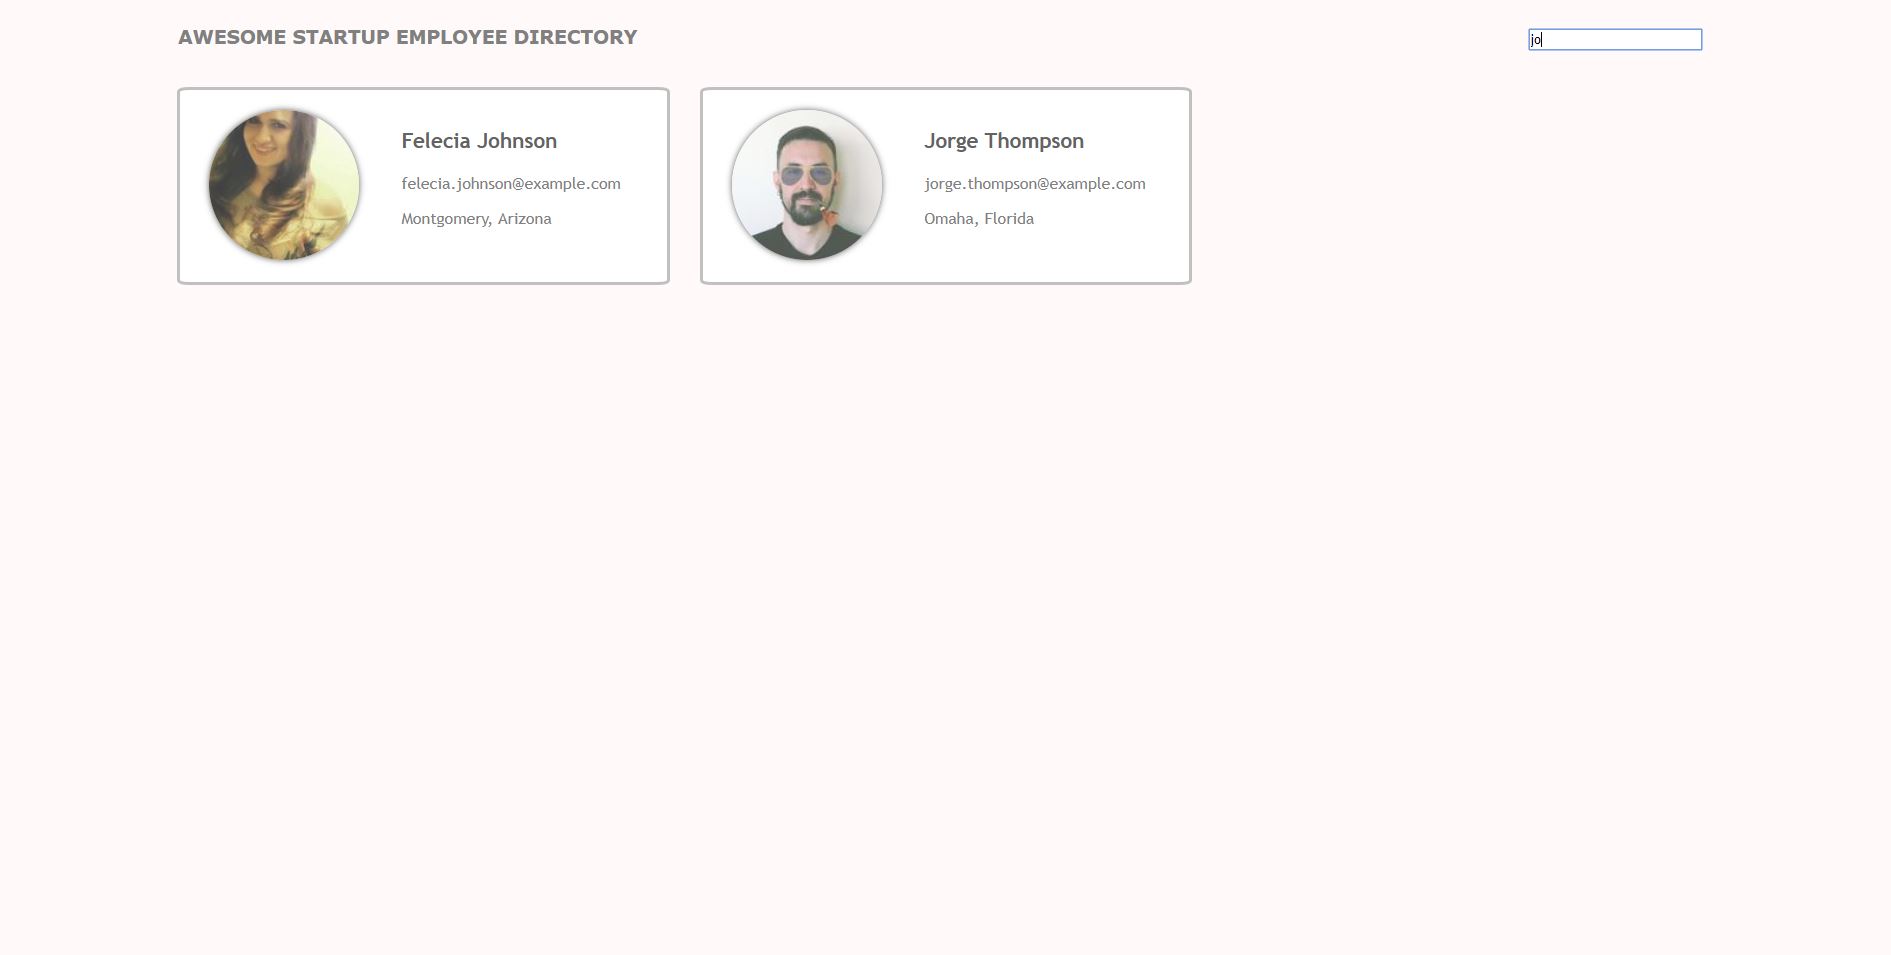 AWESOME STARTUP EMPLOYEE DIRECTORY
jo
Felecia Johnson
felecia.johnson@example.com
Montgomery, Arizona
Jorge Thompson
jorge.thompson@example.com
Omaha, Florida